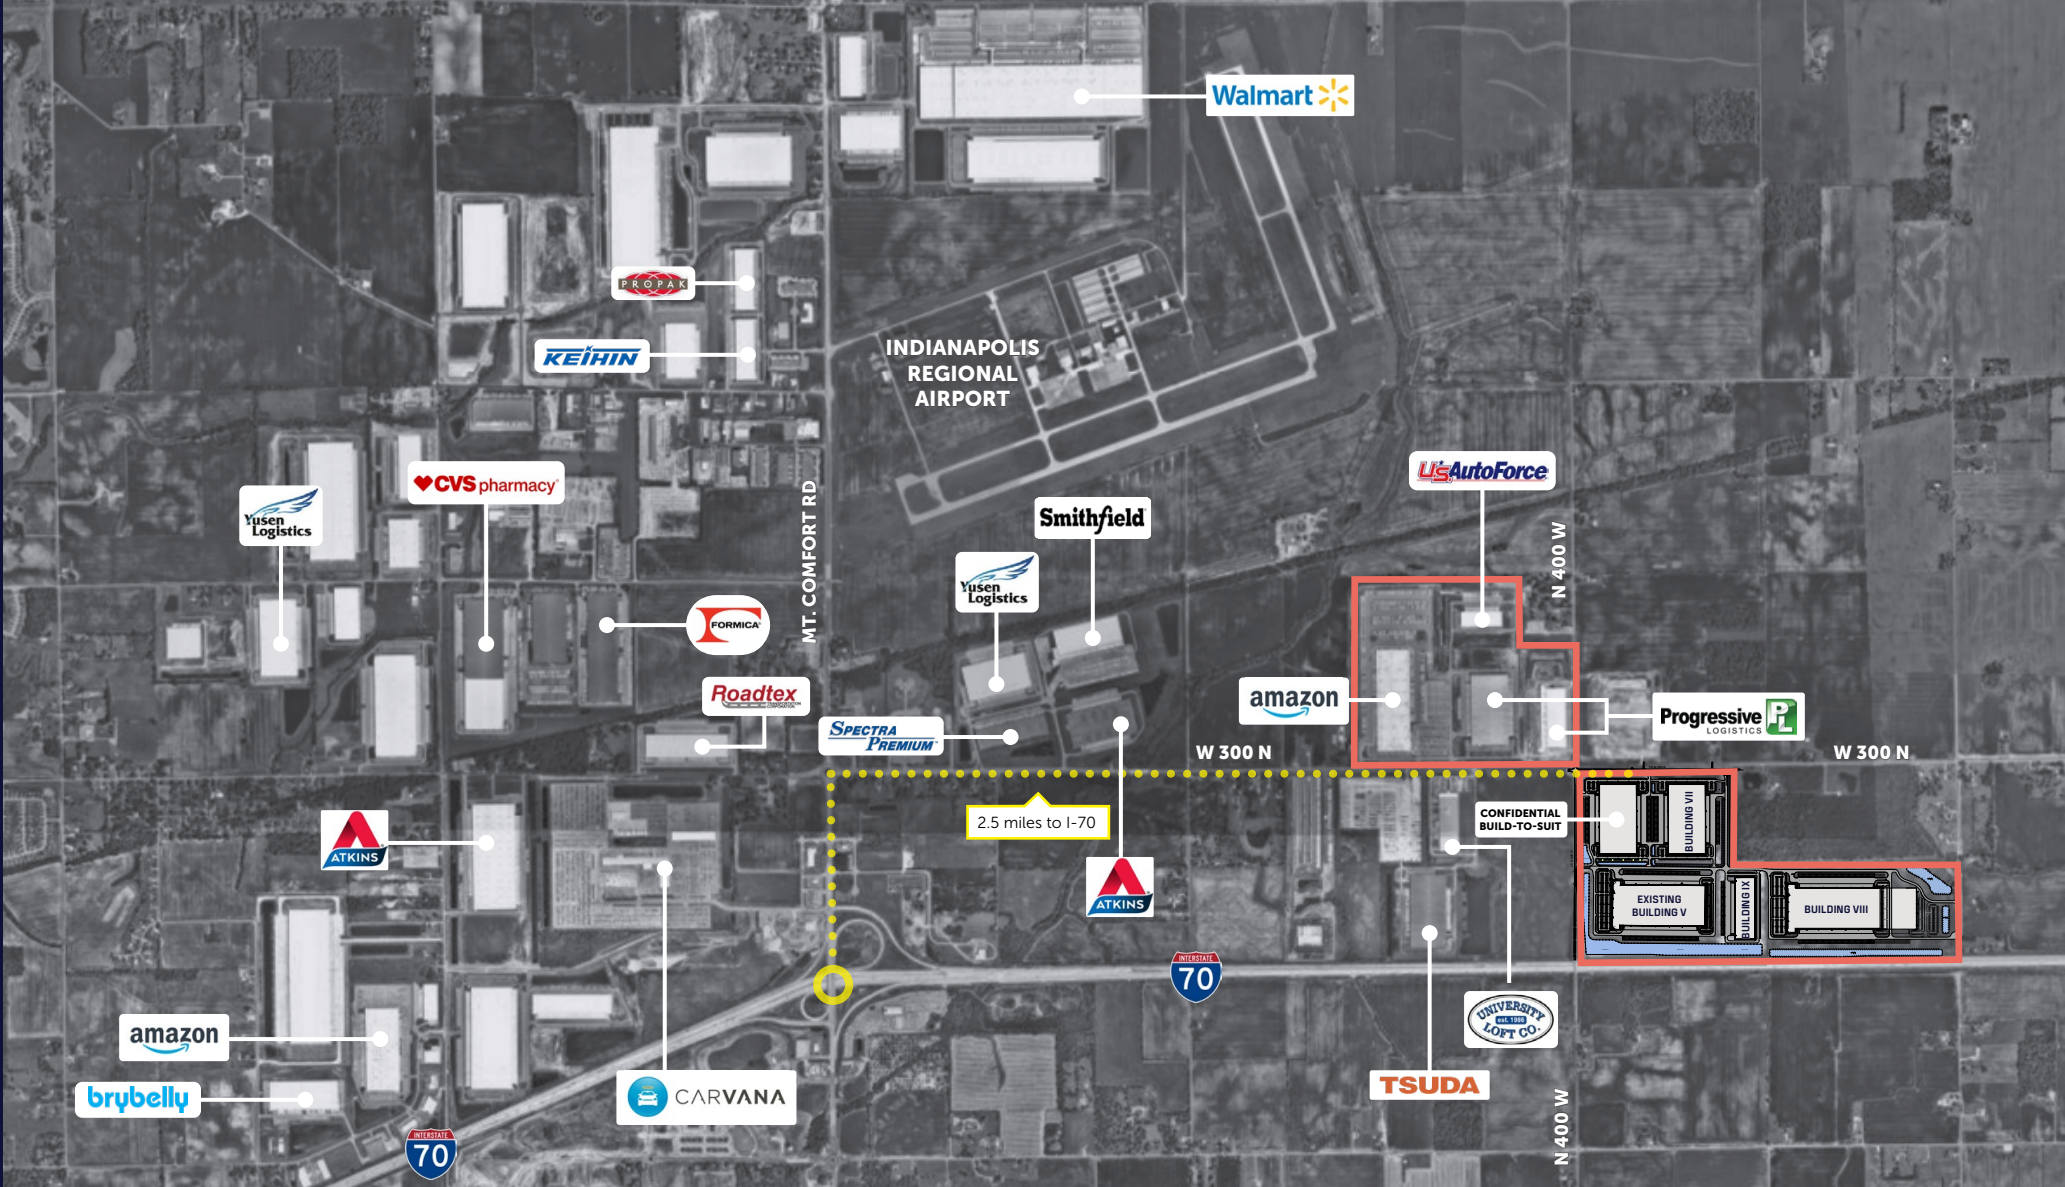 Walmart
PROPAK
KEIHIN
INDIANAPOLIS
REGIONAL
AIRPORT
MT. COMFORT RD
CVS pharmacy
Yusen
Logistics
FORMICA
Roadtex
Smithfield
Yusen
Logistics
SPECTRA
PREMIUM
U.S. AutoForce
N 400 W
amazon
Progressive
LOGISTICS
PL
W 300 N
W 300 N
2.5 miles to I-70
ATKINS
ATKINS
CONFIDENTIAL
BUILD-TO-SUIT
BUILDING VII
EXISTING
BUILDING V
BUILDING IX
BUILDING VIII
INTERSTATE
70
UNIVERSITY
est. 1986
LOFT CO.
TSUDA
N 400 W
amazon
brybelly
CARVANA
INTERSTATE
70